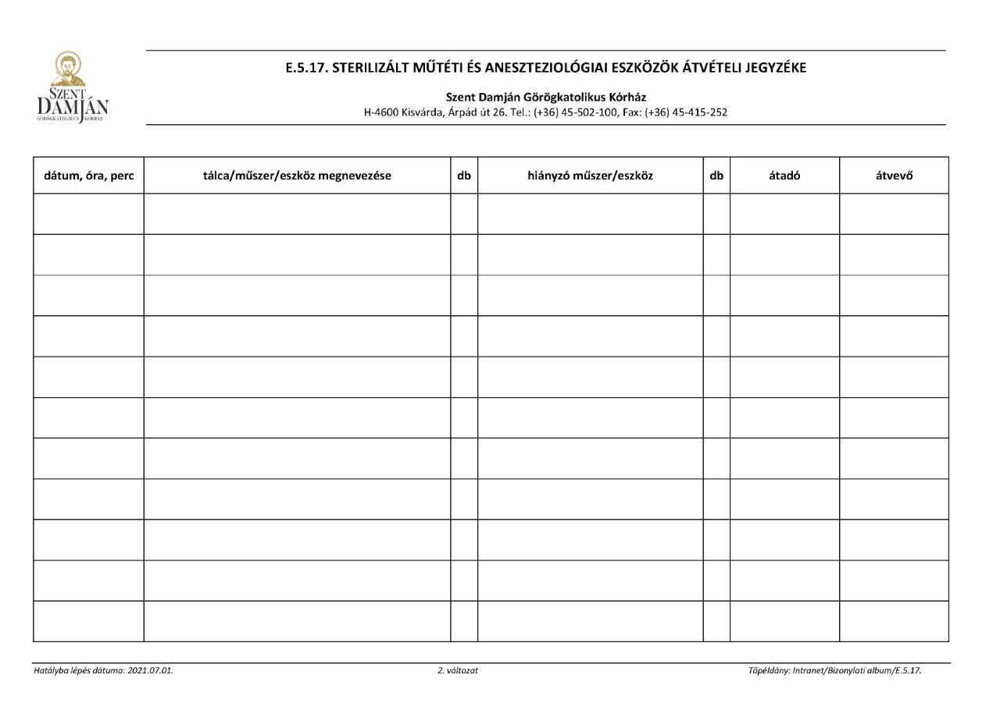 SZENT
DAMJÁN
GÖRÖGKATOLIKUS KÓRHÁZ
E.5.17. STERILIZÁLT MŰTÉTI ÉS ANESZTEZIOLÓGIAI ESZKÖZÖK ÁTVÉTELI JEGYZÉKE
Szent Damján Görögkatolikus Kórház
H-4600 Kisvárda, Árpád út 26. Tel.: (+36) 45-502-100, Fax: (+36) 45-415-252
dátum, óra, perc tálca/műszer/eszköz megnevezése db hiányzó műszer/eszköz db átadó átvevő
Hatályba lépés dátuma: 2021.07.01. 2. változat Tőpéldány: Intranet/Bizonylati album/E.5.17.